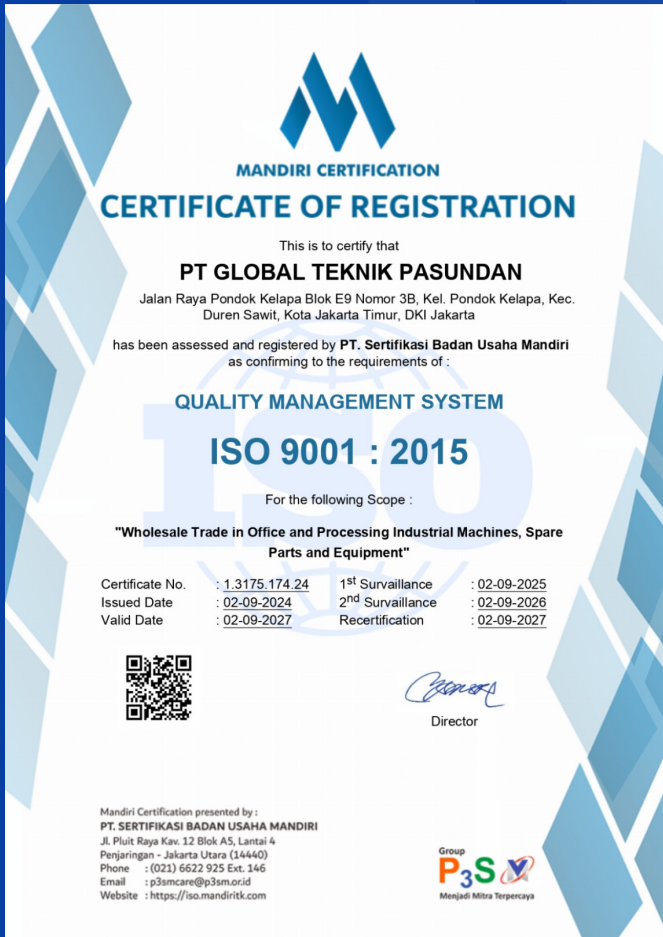 MANDIRI CERTIFICATION
CERTIFICATE OF REGISTRATION
This is to certify that
PT GLOBAL TEKNIK PASUNDAN
Jalan Raya Pondok Kelapa Blok E9 Nomor 3B, Kel. Pondok Kelapa, Kec.
Duren Sawit, Kota Jakarta Timur, DKI Jakarta
has been assessed and registered by PT. Sertifikasi Badan Usaha Mandiri
as confirming to the requirements of :
QUALITY MANAGEMENT SYSTEM
ISO 9001 : 2015
ISO
For the following Scope :
"Wholesale Trade in Office and Processing Industrial Machines, Spare
Parts and Equipment"
Certificate No. : 1.3175.174.24 1st Survaillance : 02-09-2025
Issued Date : 02-09-2024 2nd Survaillance : 02-09-2026
Valid Date : 02-09-2027 Recertification : 02-09-2027
Director
Mandiri Certification presented by :
PT. SERTIFIKASI BADAN USAHA MANDIRI
Jl. Pluit Raya Kav. 12 Blok A5, Lantai 4
Penjaringan - Jakarta Utara (14440)
Phone : (021) 6622 925 Ext. 146
Email : p3smcare@p3sm.or.id
Website : https://iso.mandiritk.com
Group
P3SM
Menjadi Mitra Terpercaya